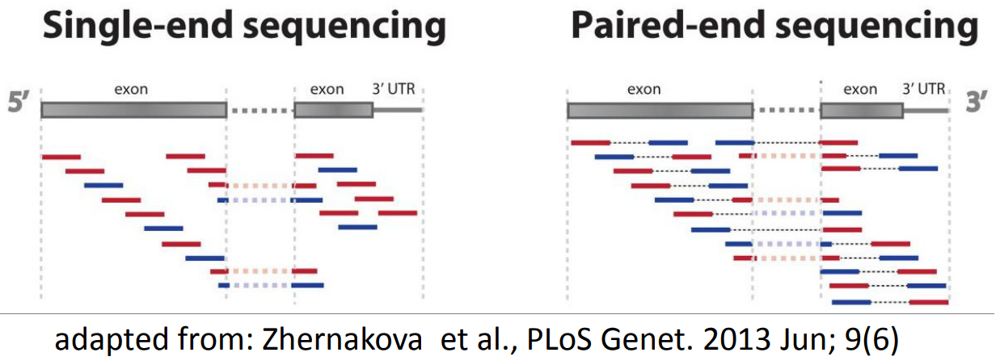 Single-end sequencing
Paired-end sequencing
5′ exon exon 3′ UTR
exon exon 3′ UTR 3′
adapted from: Zhernakova et al., PLoS Genet. 2013 Jun; 9(6)